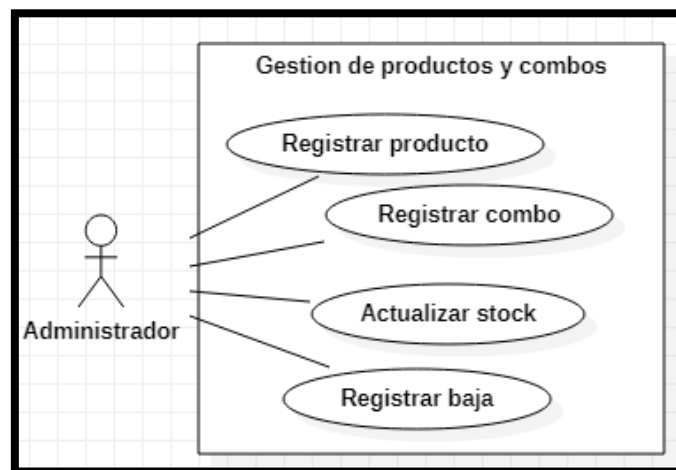 Gestion de productos y combos
Registrar producto
Registrar combo
Actualizar stock
Administrador
Registrar baja